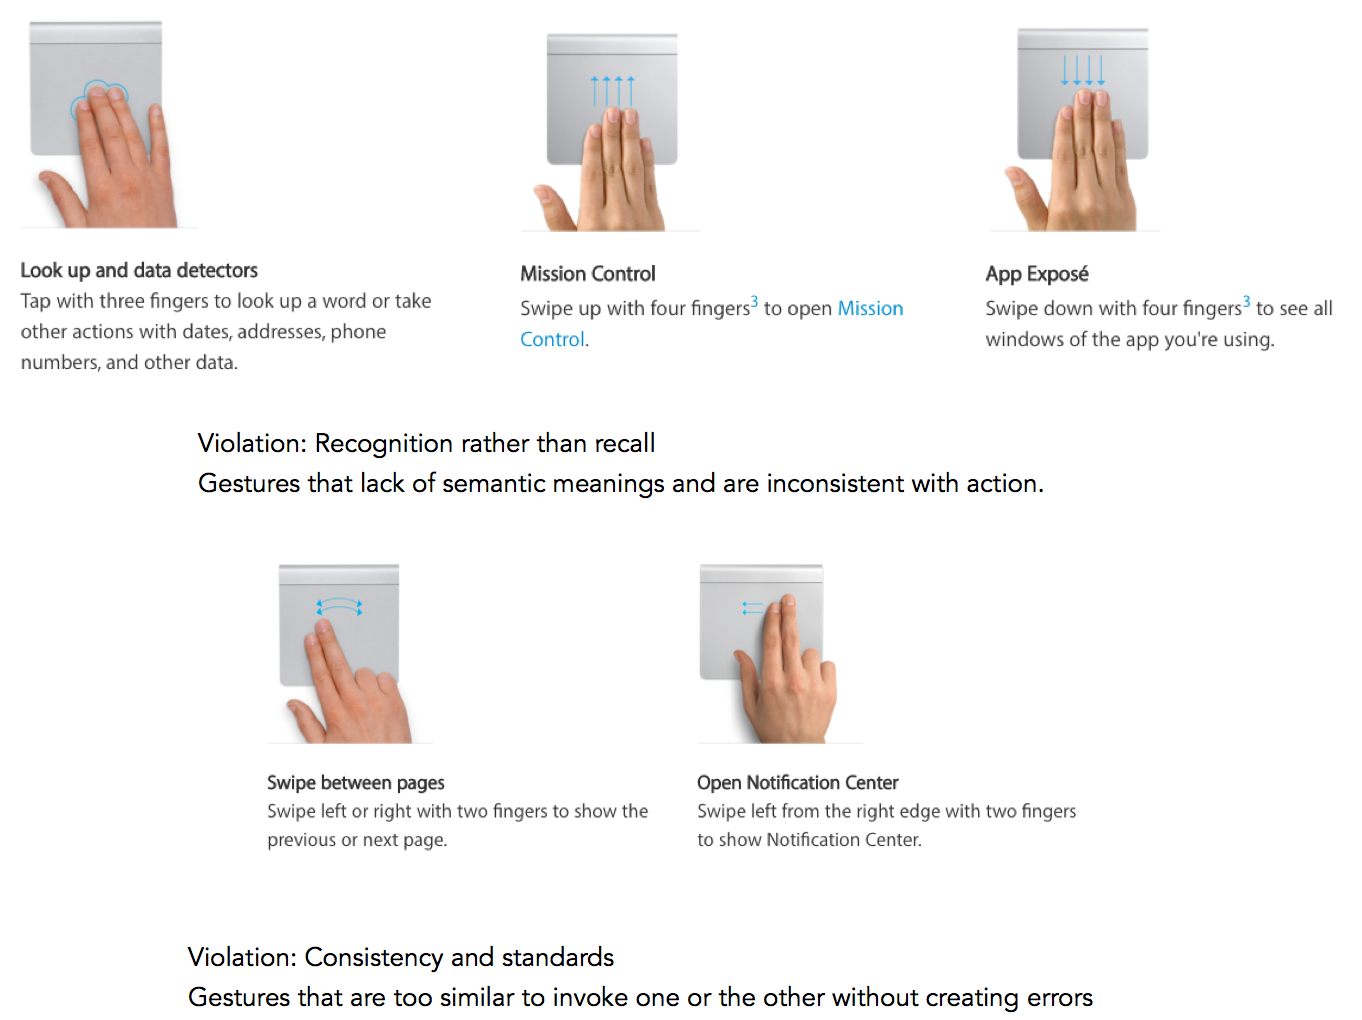 Look up and data detectors
Tap with three fingers to look up a word or take
other actions with dates, addresses, phone
numbers, and other data.
Mission Control
Swipe up with four fingers3 to open Mission
Control.
App Exposé
Swipe down with four fingers3 to see all
windows of the app you're using.
Violation: Recognition rather than recall
Gestures that lack of semantic meanings and are inconsistent with action.
Swipe between pages
Swipe left or right with two fingers to show the
previous or next page.
Open Notification Center
Swipe left from the right edge with two fingers
to show Notification Center.
Violation: Consistency and standards
Gestures that are too similar to invoke one or the other without creating errors